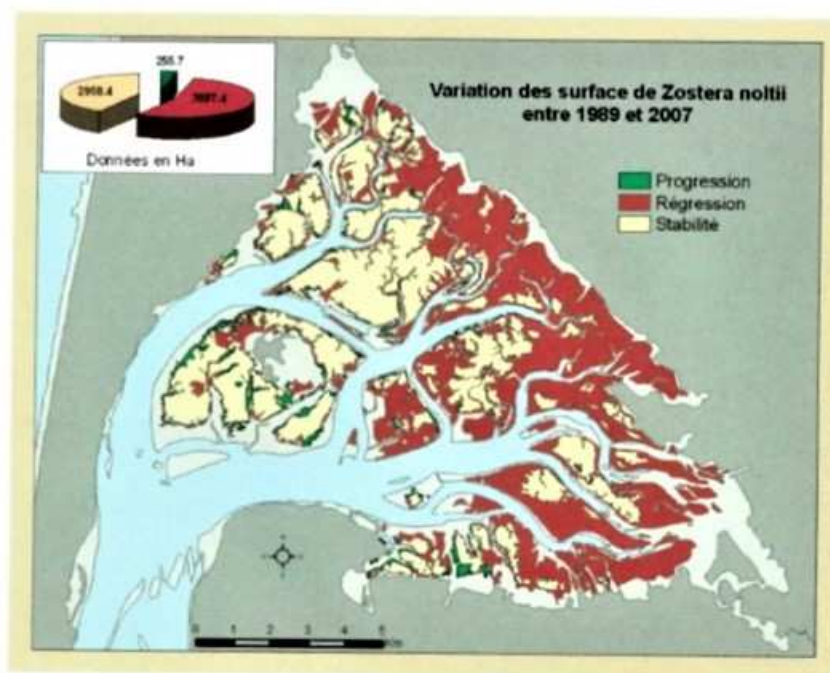 255.7
2958.4
Données en Ha
Variation des surface de Zostera noltii
entre 1989 et 2007
Progression
Régression
Stabilité
0 1 2 3 4